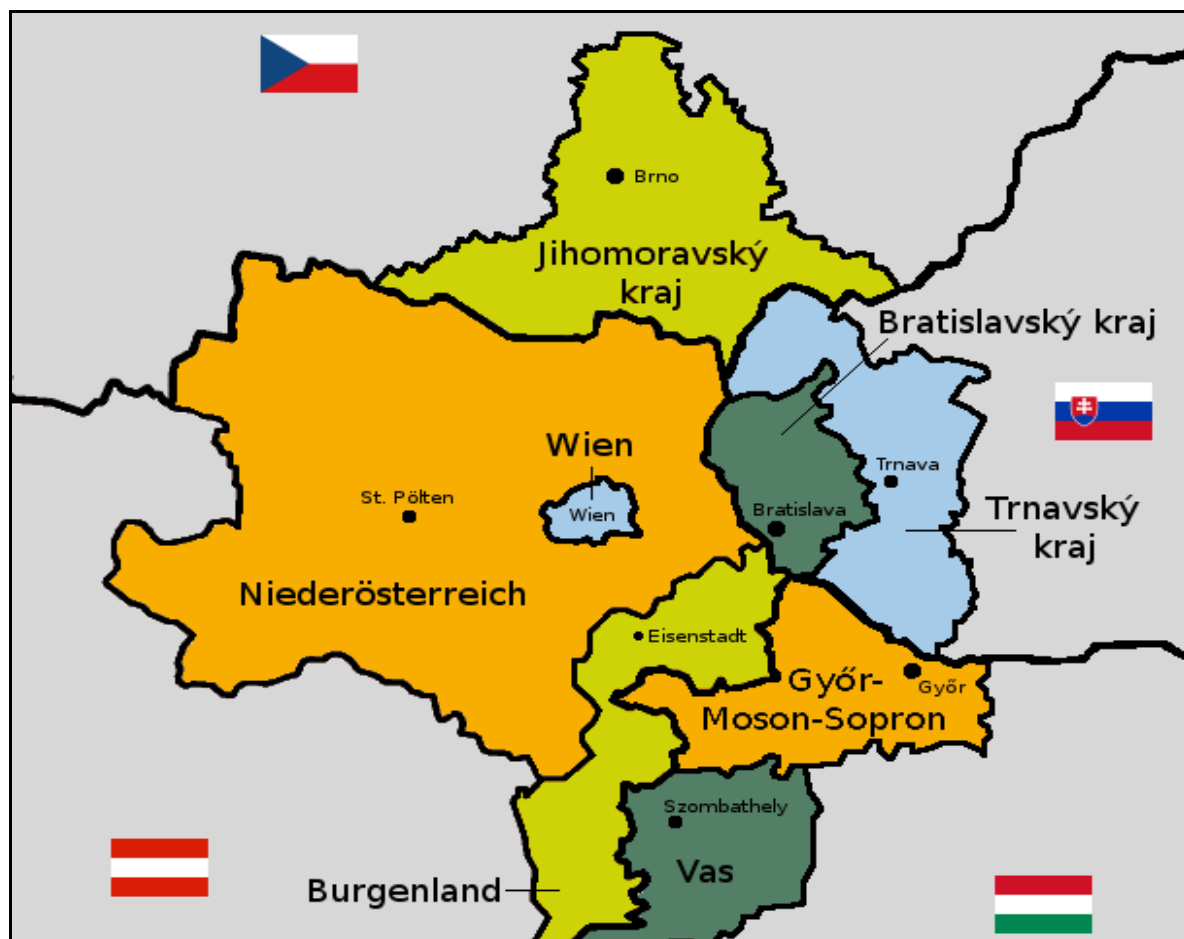 Brno
Jihomoravský
kraj
Bratislavský kraj
Wien
Trnava
St. Pölten
Wien
Bratislava
Trnavský
kraj
Niederösterreich
Eisenstadt
Győr-
Győr
Moson-Sopron
Szombathely
Vas
Burgenland